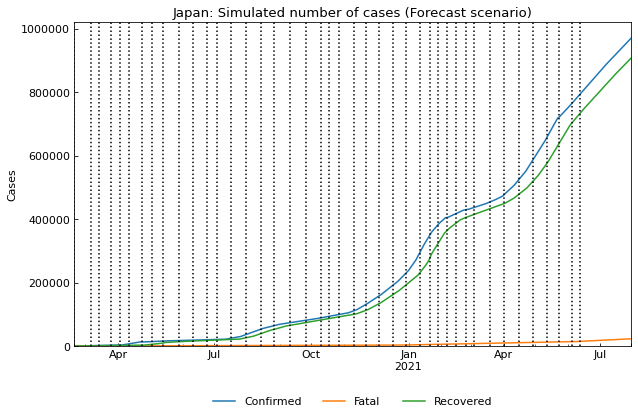 Japan: Simulated number of cases (Forecast scenario)
1000000
800000
600000
400000
200000
0
Cases
Apr Jul Oct Jan Apr Jul
2021
Confirmed Fatal Recovered